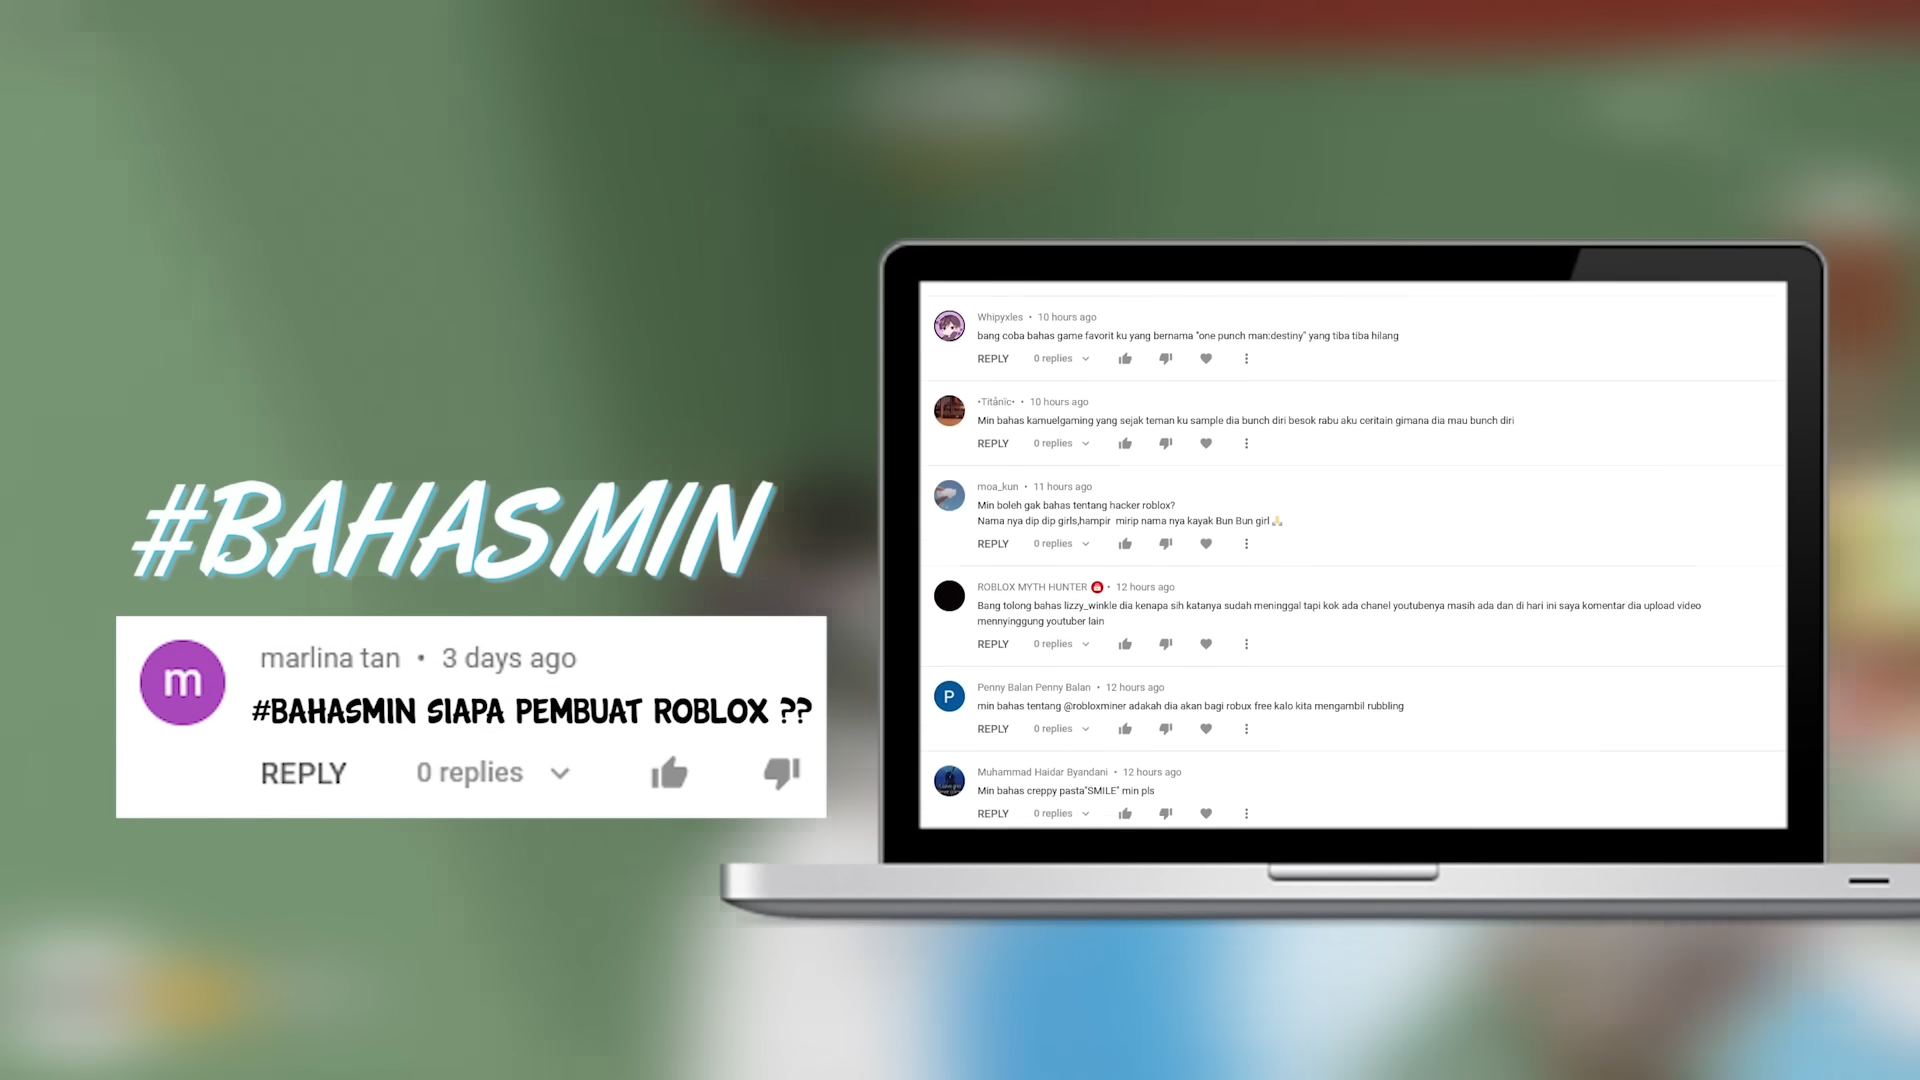 #BAHASMIN
m
marlina tan • 3 days ago
#BAHASMIN SIAPA PEMBUAT ROBLOX ??
REPLY 0 replies
Whipyxles • 10 hours ago
bang coba bahas game favorit ku yang bernama "one punch man:destiny" yang tiba tiba hilang
REPLY 0 replies
•Titånïc• • 10 hours ago
Min bahas kamuelgaming yang sejak teman ku sample dia bunch diri besok rabu aku ceritain gimana dia mau bunch diri
REPLY 0 replies
moa_kun • 11 hours ago
Min boleh gak bahas tentang hacker roblox?
Nama nya dip dip girls,hampir mirip nama nya kayak Bun Bun girl 🙏
REPLY 0 replies
ROBLOX MYTH HUNTER • 12 hours ago
Bang tolong bahas lizzy_winkle dia kenapa sih katanya sudah meninggal tapi kok ada chanel youtubenya masih ada dan di hari ini saya komentar dia upload video
mennyinggung youtuber lain
REPLY 0 replies
P
Penny Balan Penny Balan • 12 hours ago
min bahas tentang @robloxminer adakah dia akan bagi robux free kalo kita mengambil rubbling
REPLY 0 replies
Muhammad Haidar Byandani • 12 hours ago
Min bahas creppy pasta"SMILE" min pls
REPLY 0 replies